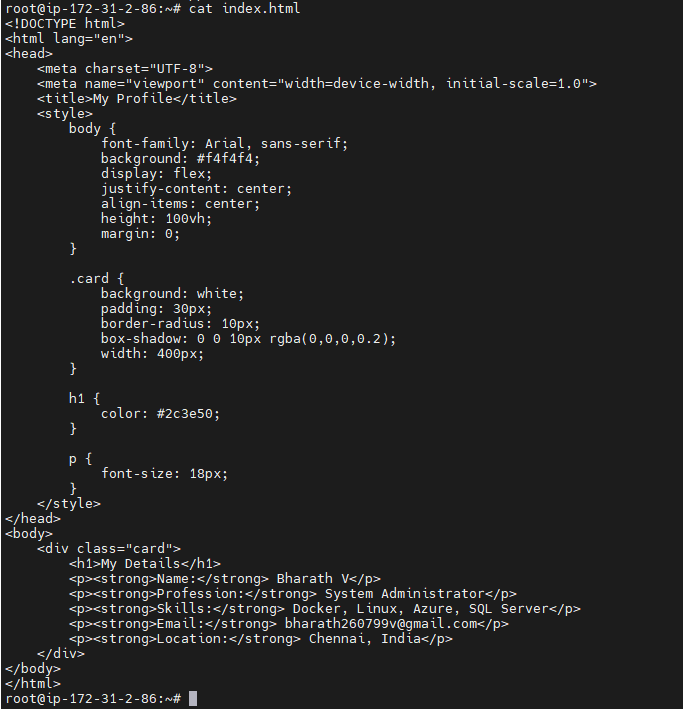 root@ip-172-31-2-86:~# cat index.html
<!DOCTYPE html>
<html lang="en">
<head>
    <meta charset="UTF-8">
    <meta name="viewport" content="width=device-width, initial-scale=1.0">
    <title>My Profile</title>
    <style>
        body {
            font-family: Arial, sans-serif;
            background: #f4f4f4;
            display: flex;
            justify-content: center;
            align-items: center;
            height: 100vh;
            margin: 0;
        }

        .card {
            background: white;
            padding: 30px;
            border-radius: 10px;
            box-shadow: 0 0 10px rgba(0,0,0,0.2);
            width: 400px;
        }

        h1 {
            color: #2c3e50;
        }

        p {
            font-size: 18px;
        }
    </style>
</head>
<body>
    <div class="card">
        <h1>My Details</h1>
        <p><strong>Name:</strong> Bharath V</p>
        <p><strong>Profession:</strong> System Administrator</p>
        <p><strong>Skills:</strong> Docker, Linux, Azure, SQL Server</p>
        <p><strong>Email:</strong> bharath260799v@gmail.com</p>
        <p><strong>Location:</strong> Chennai, India</p>
    </div>
</body>
</html>
root@ip-172-31-2-86:~#